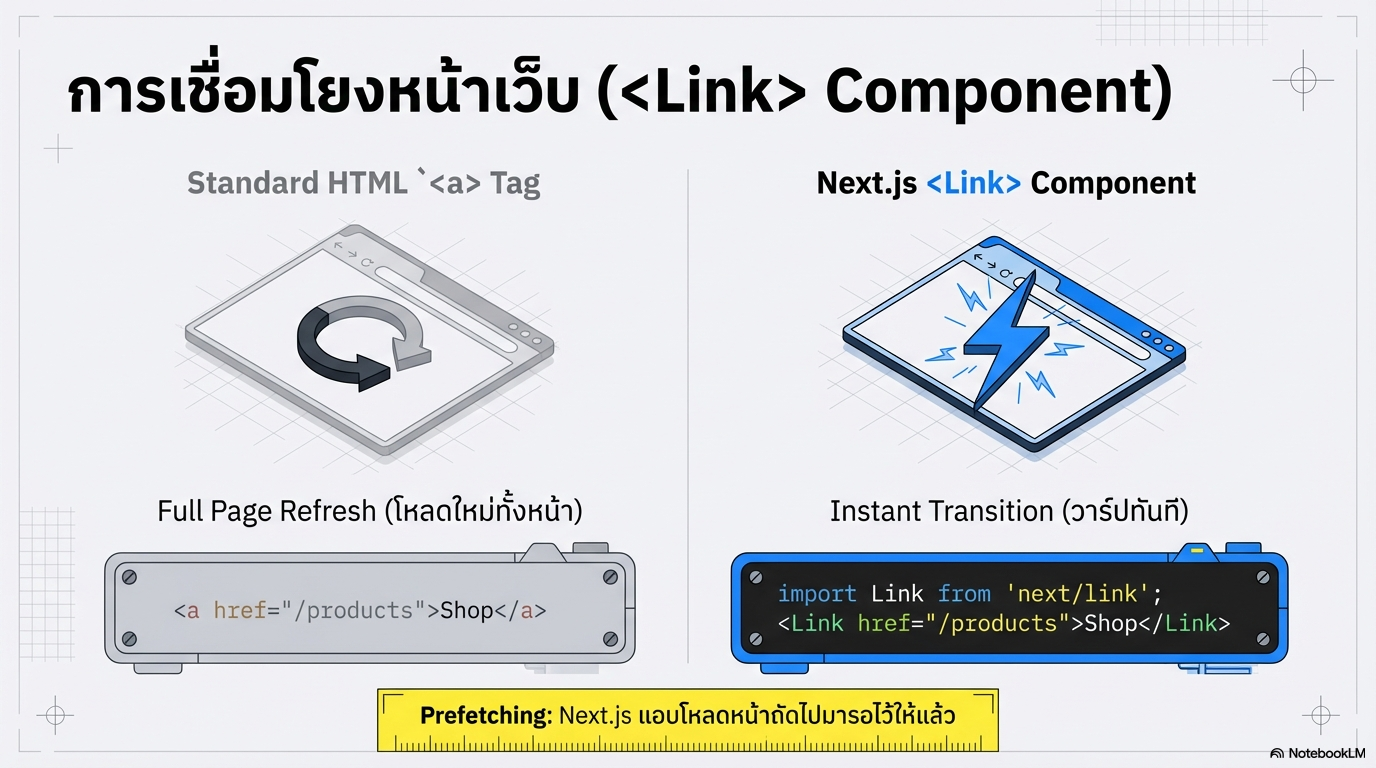 การเชื่อมโยงหน้าเว็บ (<Link> Component)
Standard HTML `<a> Tag
Full Page Refresh (โหลดใหม่ทั้งหน้า)
<a href="/products">Shop</a>
Next.js <Link> Component
Instant Transition (วาร์ปทันที)
import Link from 'next/link';
<Link href="/products">Shop</Link>
Prefetching: Next.js แอบโหลดหน้าถัดไปมารอไว้ให้แล้ว
NotebookLM